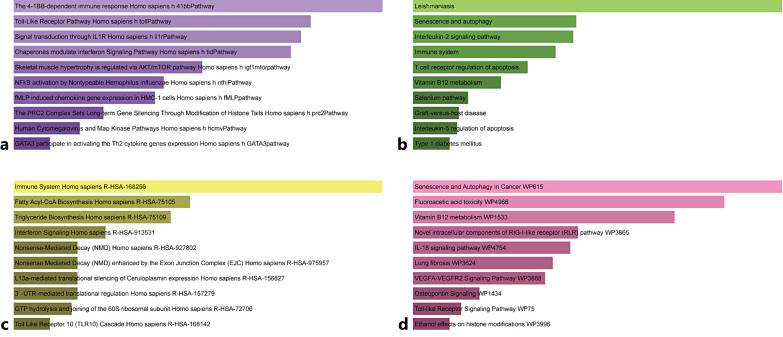 The 4-1BB-dependent immune response Homo sapiens h 41bbPathway
Toll-Like Receptor Pathway Homo sapiens h tollPathway
Signal transduction through IL1R Homo sapiens h il1rPathway
Chaperones modulate interferon Signaling Pathway Homo sapiens h tidPathway
Skeletal muscle hypertrophy is regulated via AKT/mTOR pathway Homo sapiens h igf1mtorpathway
NFkB activation by Nontypeable Hemophilus influenzae Homo sapiens h nthiPathway
fMLP induced chemokine gene expression in HMC-1 cells Homo sapiens h fMLPpathway
The PRC2 Complex Sets Long-term Gene Silencing Through Modification of Histone Tails Homo sapiens h prc2Pathway
Human Cytomegalovirus and Map Kinase Pathways Homo sapiens h hcmvPathway
GATA3 participate in activating the Th2 cytokine genes expression Homo sapiens h GATA3pathway
a
Leishmaniasis
Senescence and autophagy
Interleukin-2 signaling pathway
Immune system
T cell receptor regulation of apoptosis
Vitamin B12 metabolism
Selenium pathway
Graft-versus-host disease
Interleukin-5 regulation of apoptosis
Type 1 diabetes mellitus
b
Immune System Homo sapiens R-HSA-168256
Fatty Acyl-CoA Biosynthesis Homo sapiens R-HSA-75105
Triglyceride Biosynthesis Homo sapiens R-HSA-75109
Interferon Signaling Homo sapiens R-HSA-913531
Nonsense-Mediated Decay (NMD) Homo sapiens R-HSA-927802
Nonsense-Mediated Decay (NMD) enhanced by the Exon Junction Complex (EJC) Homo sapiens R-HSA-975957
L13a-mediated translational silencing of Ceruloplasmin expression Homo sapiens R-HSA-156827
3' -UTR-mediated translational regulation Homo sapiens R-HSA-157279
GTP hydrolysis and joining of the 60S ribosomal subunit Homo sapiens R-HSA-72706
Toll Like Receptor 10 (TLR10) Cascade Homo sapiens R-HSA-168142
c
Senescence and Autophagy in Cancer WP615
Fluoroacetic acid toxicity WP4966
Vitamin B12 metabolism WP1533
Novel intracellular components of RIG-I-like receptor (RLR) pathway WP3865
IL-18 signaling pathway WP4754
Lung fibrosis WP3624
VEGFA-VEGFR2 Signaling Pathway WP3888
Osteopontin Signaling WP1434
Toll-like Receptor Signaling Pathway WP75
Ethanol effects on histone modifications WP3996
d